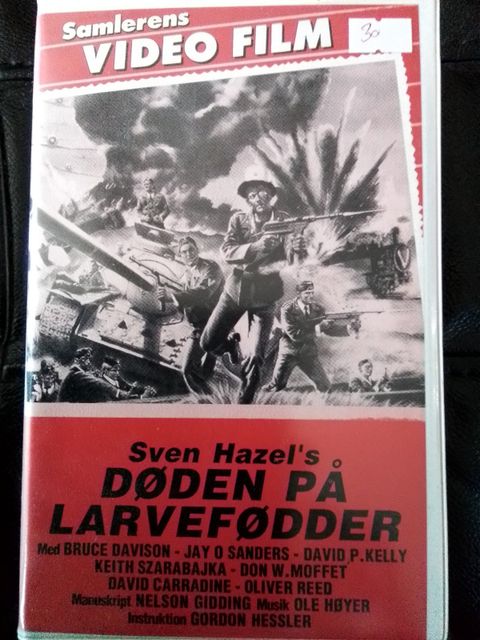 Samlerens
VIDEO FILM
30
Sven Hazel's
DØDEN PÅ
LARVEFØDDER
Med BRUCE DAVISON - JAY O SANDERS - DAVID P.KELLY
KEITH SZARABAJKA - DON W.MOFFET
DAVID CARRADINE - OLIVER REED
Manuskript NELSON GIDDING Musik OLE HØYER
Instruktion GORDON HESSLER